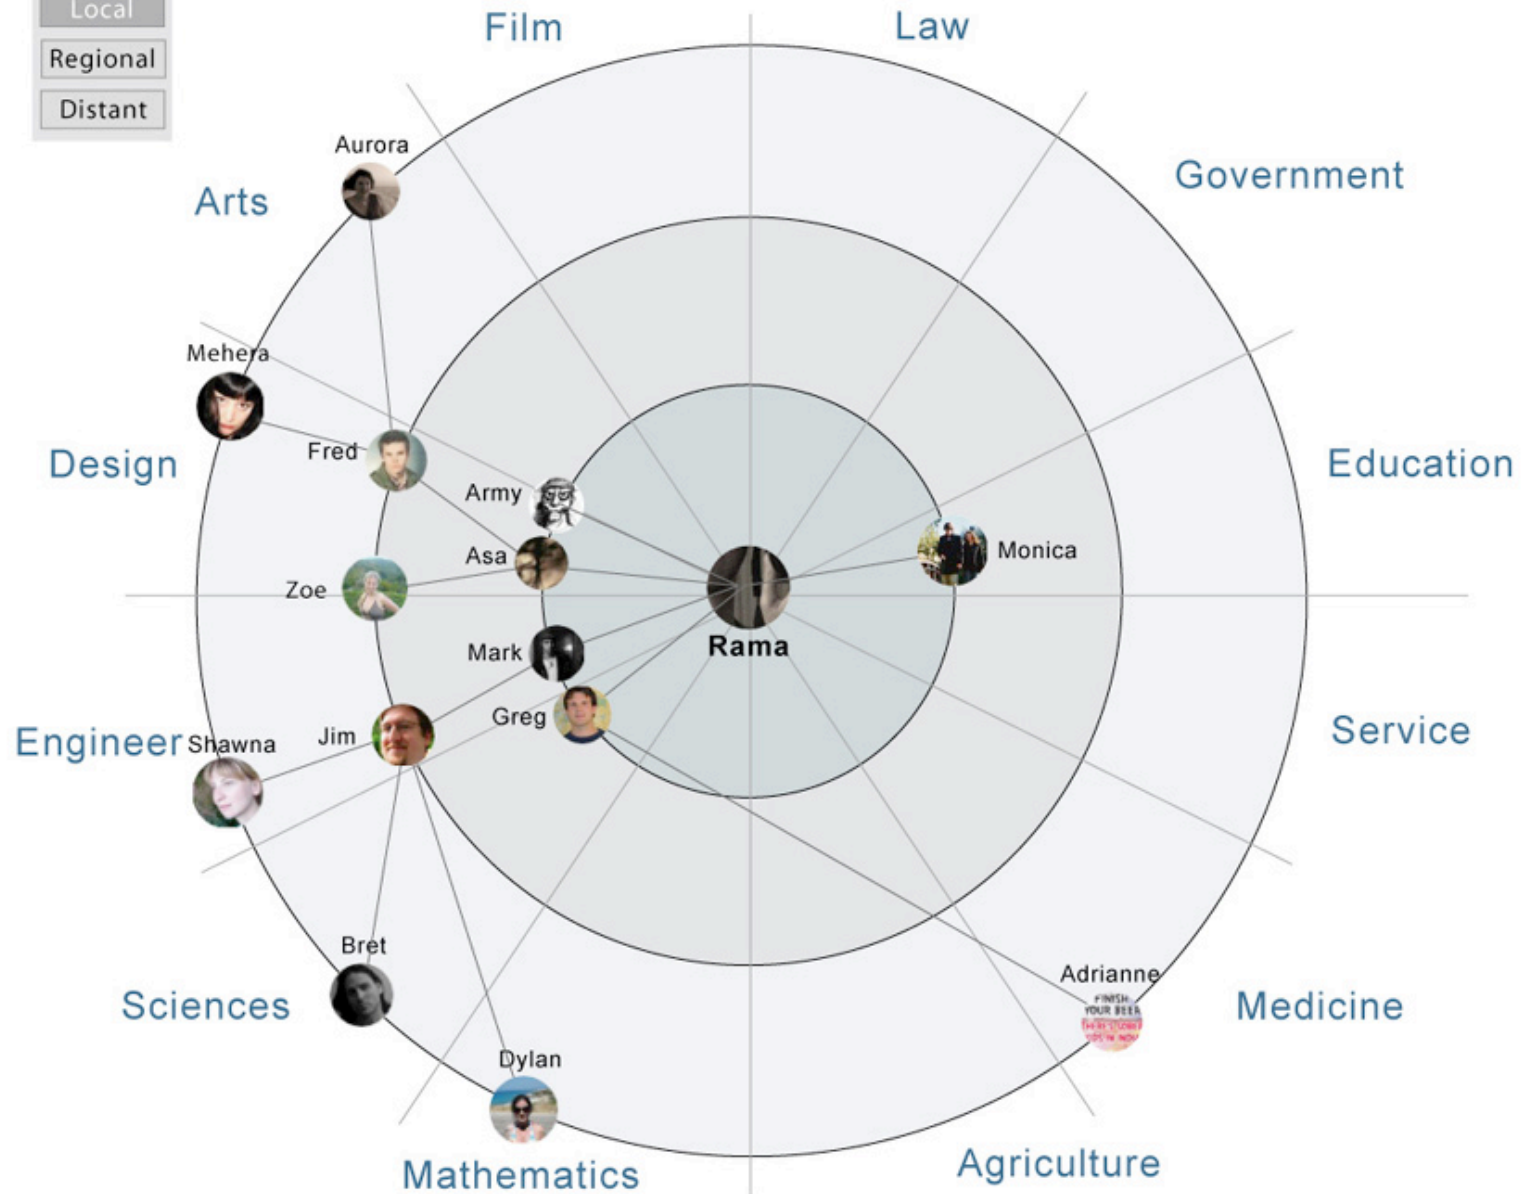 Local
Regional
Distant
Film
Law
Aurora
Arts
Government
Mehera
Design
Fred
Army
Asa
Monica
Education
Zoe
Rama
Mark
Greg
Engineer
Shawna
Jim
Service
Bret
Sciences
Adrianne
FINISH
YOUR BEER
Medicine
Dylan
Mathematics
Agriculture